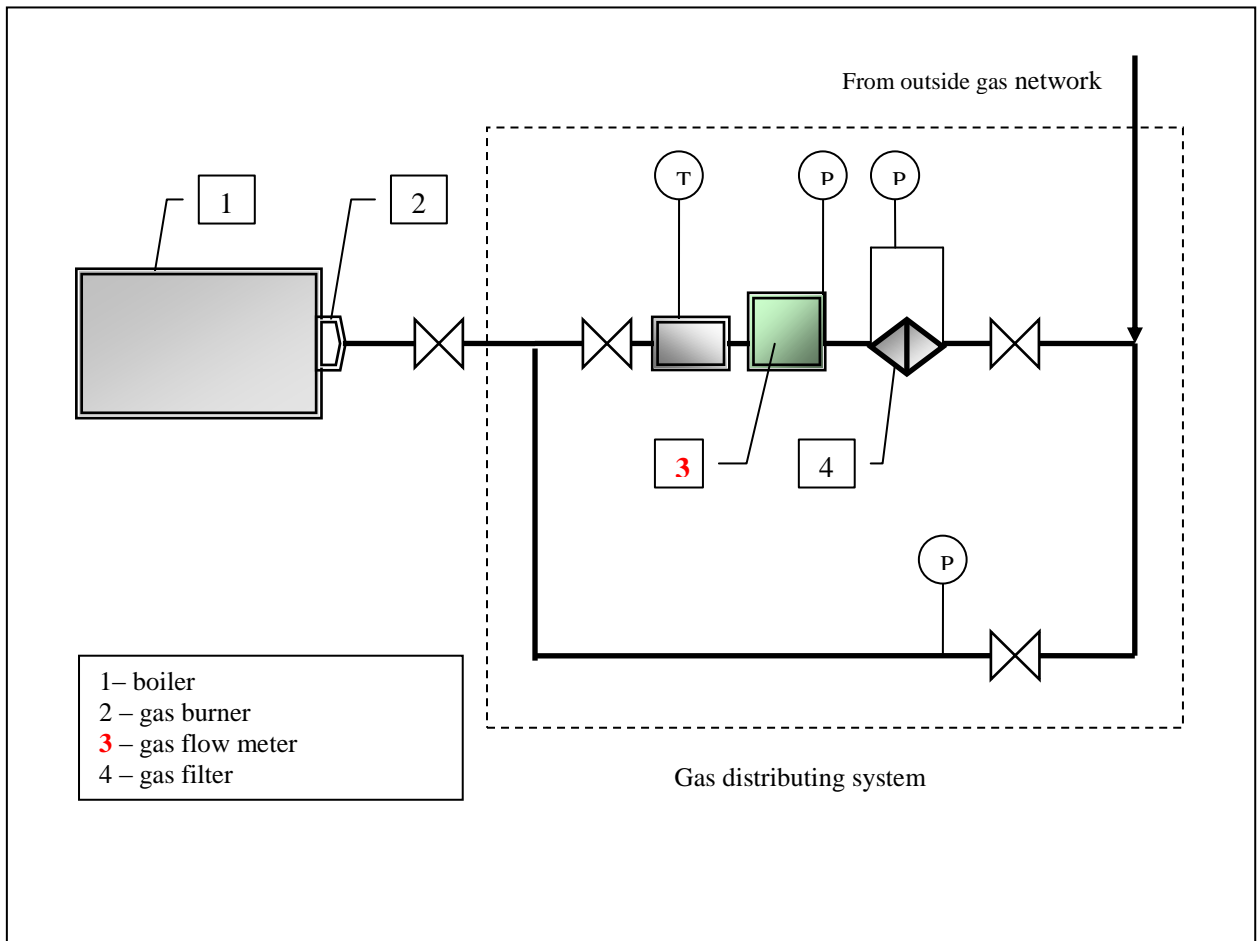 From outside gas network
T
P
P
1
2
3
4
P
1– boiler
2 – gas burner
3 – gas flow meter
4 – gas filter
Gas distributing system